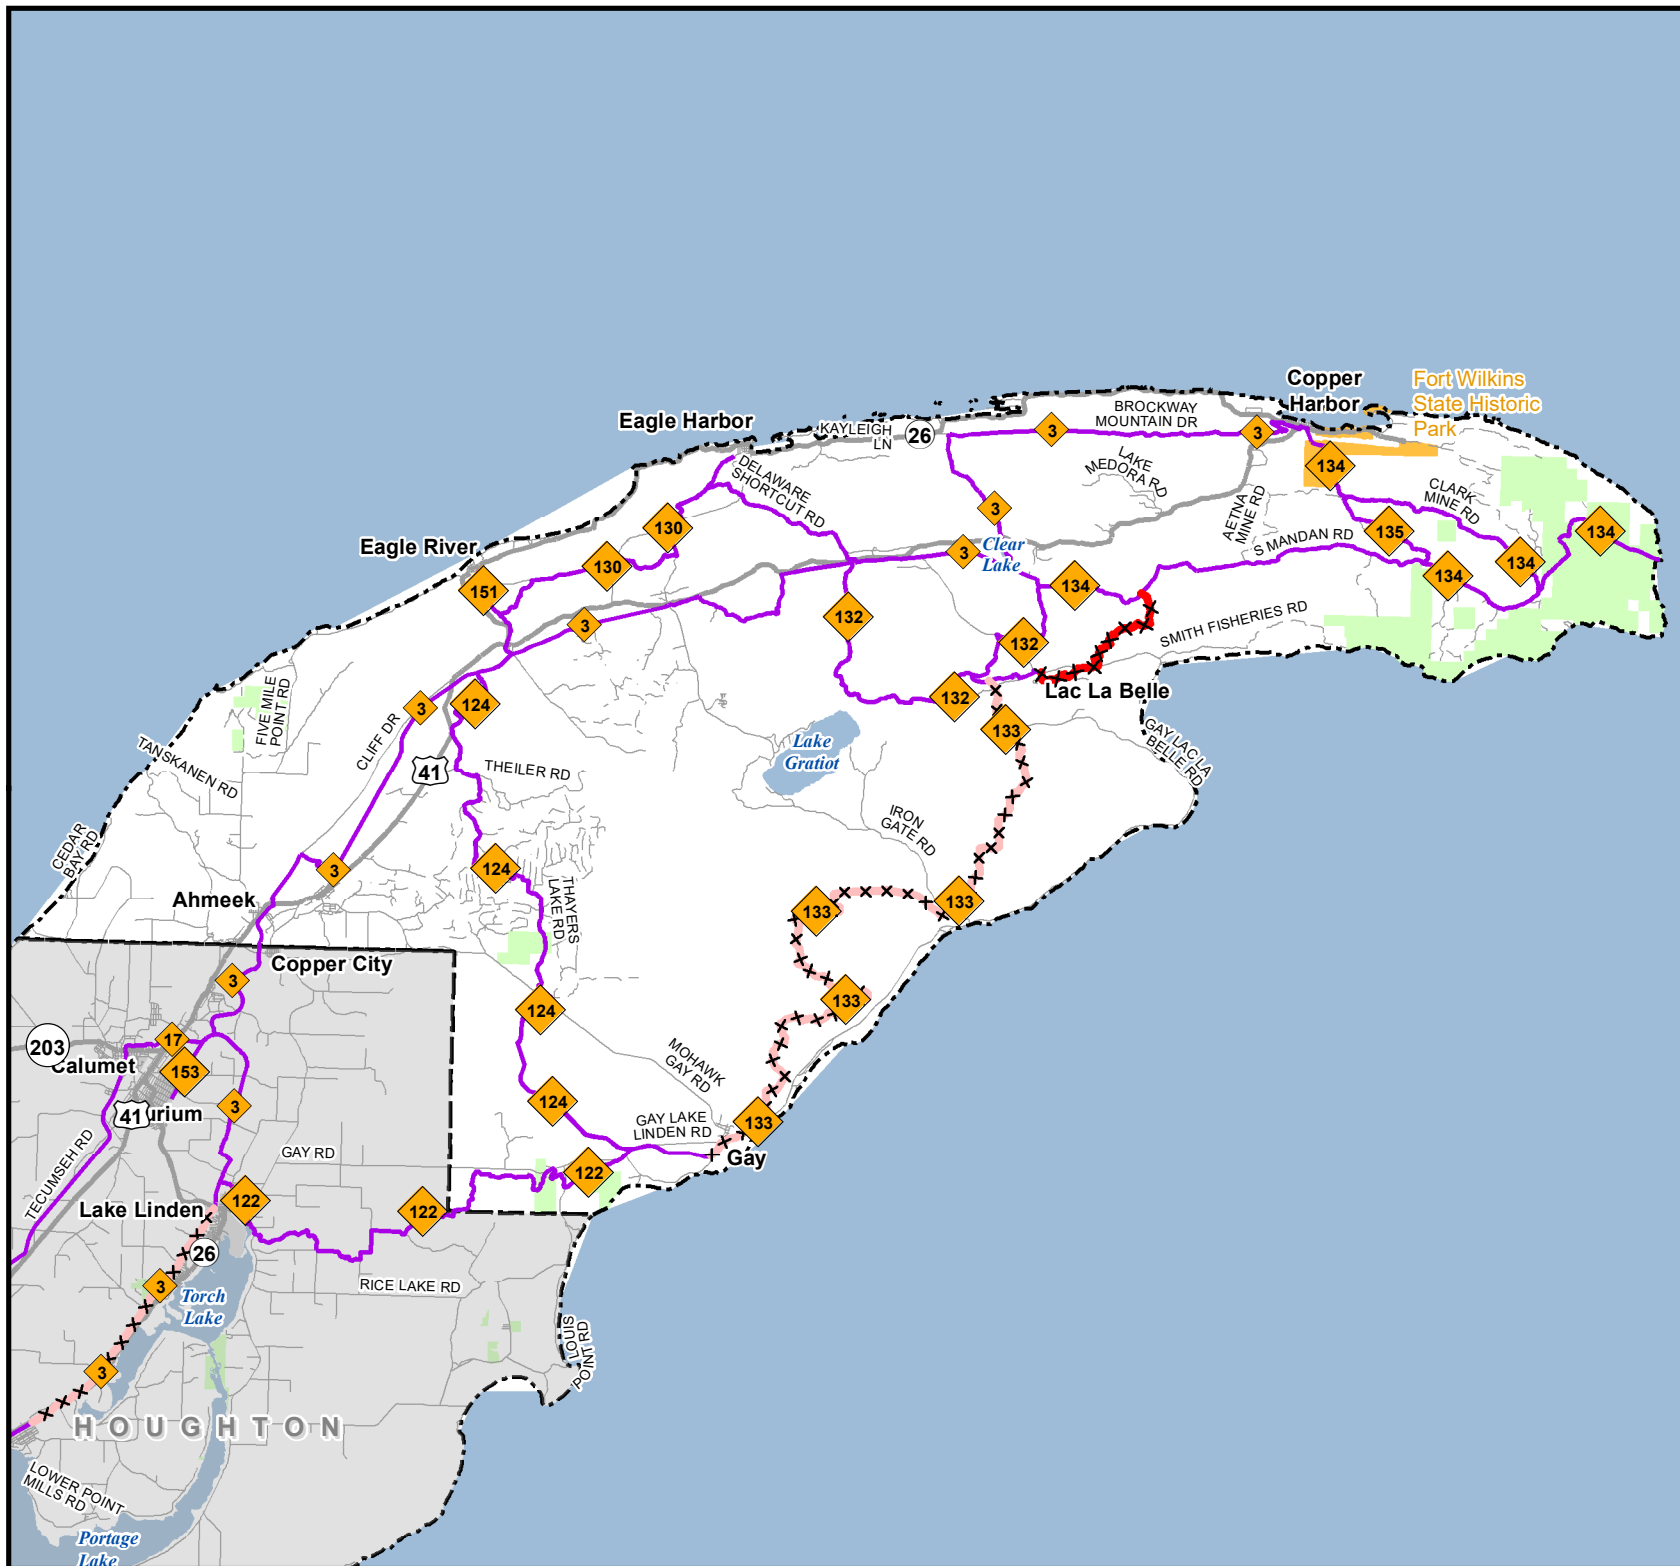 Copper
Harbor
Fort Wilkins
State Historic
Park
Eagle Harbor
KAYLEIGH
LN
26
3
BROCKWAY
MOUNTAIN DR
3
134
DELAWARE
SHORTCUT RD
LAKE
MEDORA RD
AETNA
MINE RD
CLARK
MINE RD
3
130
135
134
Eagle River
3
Clear
Lake
S MANDAN RD
134
130
151
134
134
3
132
132
SMITH FISHERIES RD
FIVE MILE
POINT RD
Lac La Belle
132
3
124
133
CLIFF DR
TANSKANEN RD
41
THEILER RD
Lake
Gratiot
GAY LAC LA
BELLE RD
CEDAR
BAY RD
IRON
GATE RD
3
124
Ahmeek
THAYERS
LAKE RD
133
133
Copper City
3
124
133
203
17
Calumet
153
MOHAWK
GAY RD
41
urium
3
124
GAY LAKE
LINDEN RD
133
TECUMSEH RD
GAY RD
Gay
122
Lake Linden
122
122
26
3
RICE LAKE RD
Torch
Lake
LOUIS
POINT RD
3
HOUGHTON
LOWER POINT
MILLS RD
Portage
Lake